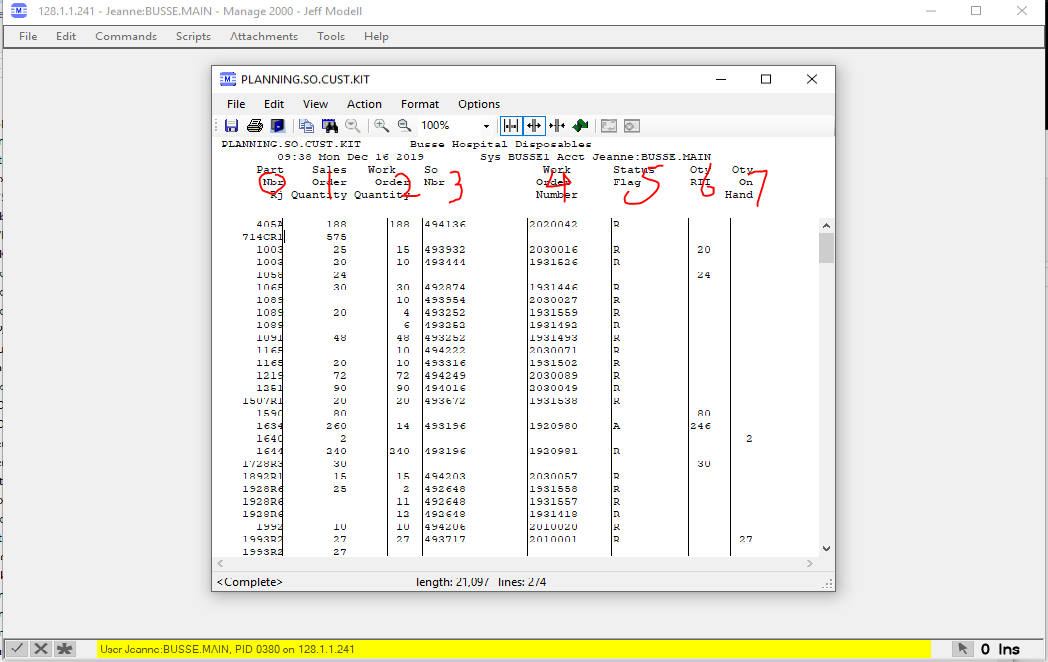 128.1.1.241 - Jeanne:BUSSE.MAIN - Manage 2000 - Jeff Modell
File Edit Commands Scripts Attachments Tools Help
PLANNING.SO.CUST.KIT
File Edit View Action Format Options
100%
PLANNING.SO.CUST.KIT Busse Hospital Disposables
09:38 Mon Dec 16 2019 Sys BUSSE1 Acct Jeanne:BUSSE.MAIN
Part Sales Work So Work Status Qty Qty
Nbr Order Order Nbr Order Flag RII On
Rj Quantity Quantity Number Hand
0 1 2 3 4 5 6 7
405A 188 188 494136 2020042 R
714CR1 575
1003 25 15 493932 2030016 R 20
1003 20 10 493444 1931526 R
1058 24 24
1065 30 30 492874 1931446 R
1089 10 493954 2030027 R
1089 20 4 493252 1931559 R
1089 6 493252 1931492 R
1091 48 48 493252 1931493 R
1165 10 494222 2030071 R
1165 20 10 493316 1931502 R
1219 72 72 494249 2030089 R
1251 90 90 494016 2030049 R
1507R1 20 20 493672 1931538 R
1590 80 80
1634 260 14 493196 1920980 A 246
1640 2 2
1644 240 240 493196 1920981 R
1728R3 30 30
1892R1 15 15 494203 2030057 R
1928R6 25 2 492648 1931558 R
1928R6 11 492648 1931557 R
1928R6 12 492648 1931418 R
1992 10 10 494206 2010020 R
1993R2 27 27 493717 2010001 R 27
1993R2 27
<Complete> length: 21,097 lines: 274
User Jeanne:BUSSE.MAIN, PID 0380 on 128.1.1.241
0 Ins